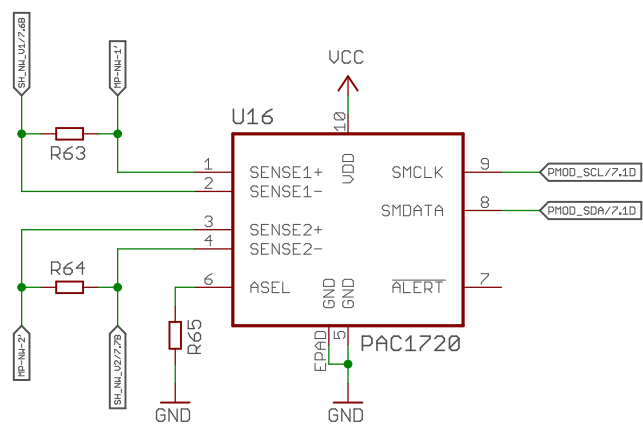 SH_NW_V1/7.6B
MP-NW-1'
VCC
U16
10
R63
VDD
1
SENSE1+
SMCLK
9
PMOD_SCL/7.1D
2
SENSE1-
3
SENSE2+
SMDATA
8
PMOD_SDA/7.1D
4
SENSE2-
R64
6
ASEL
GND
GND
ALERT
7
MP-NW-2'
SH_NW_V2/7.7B
R65
EPAD
5
PAC1720
GND
GND